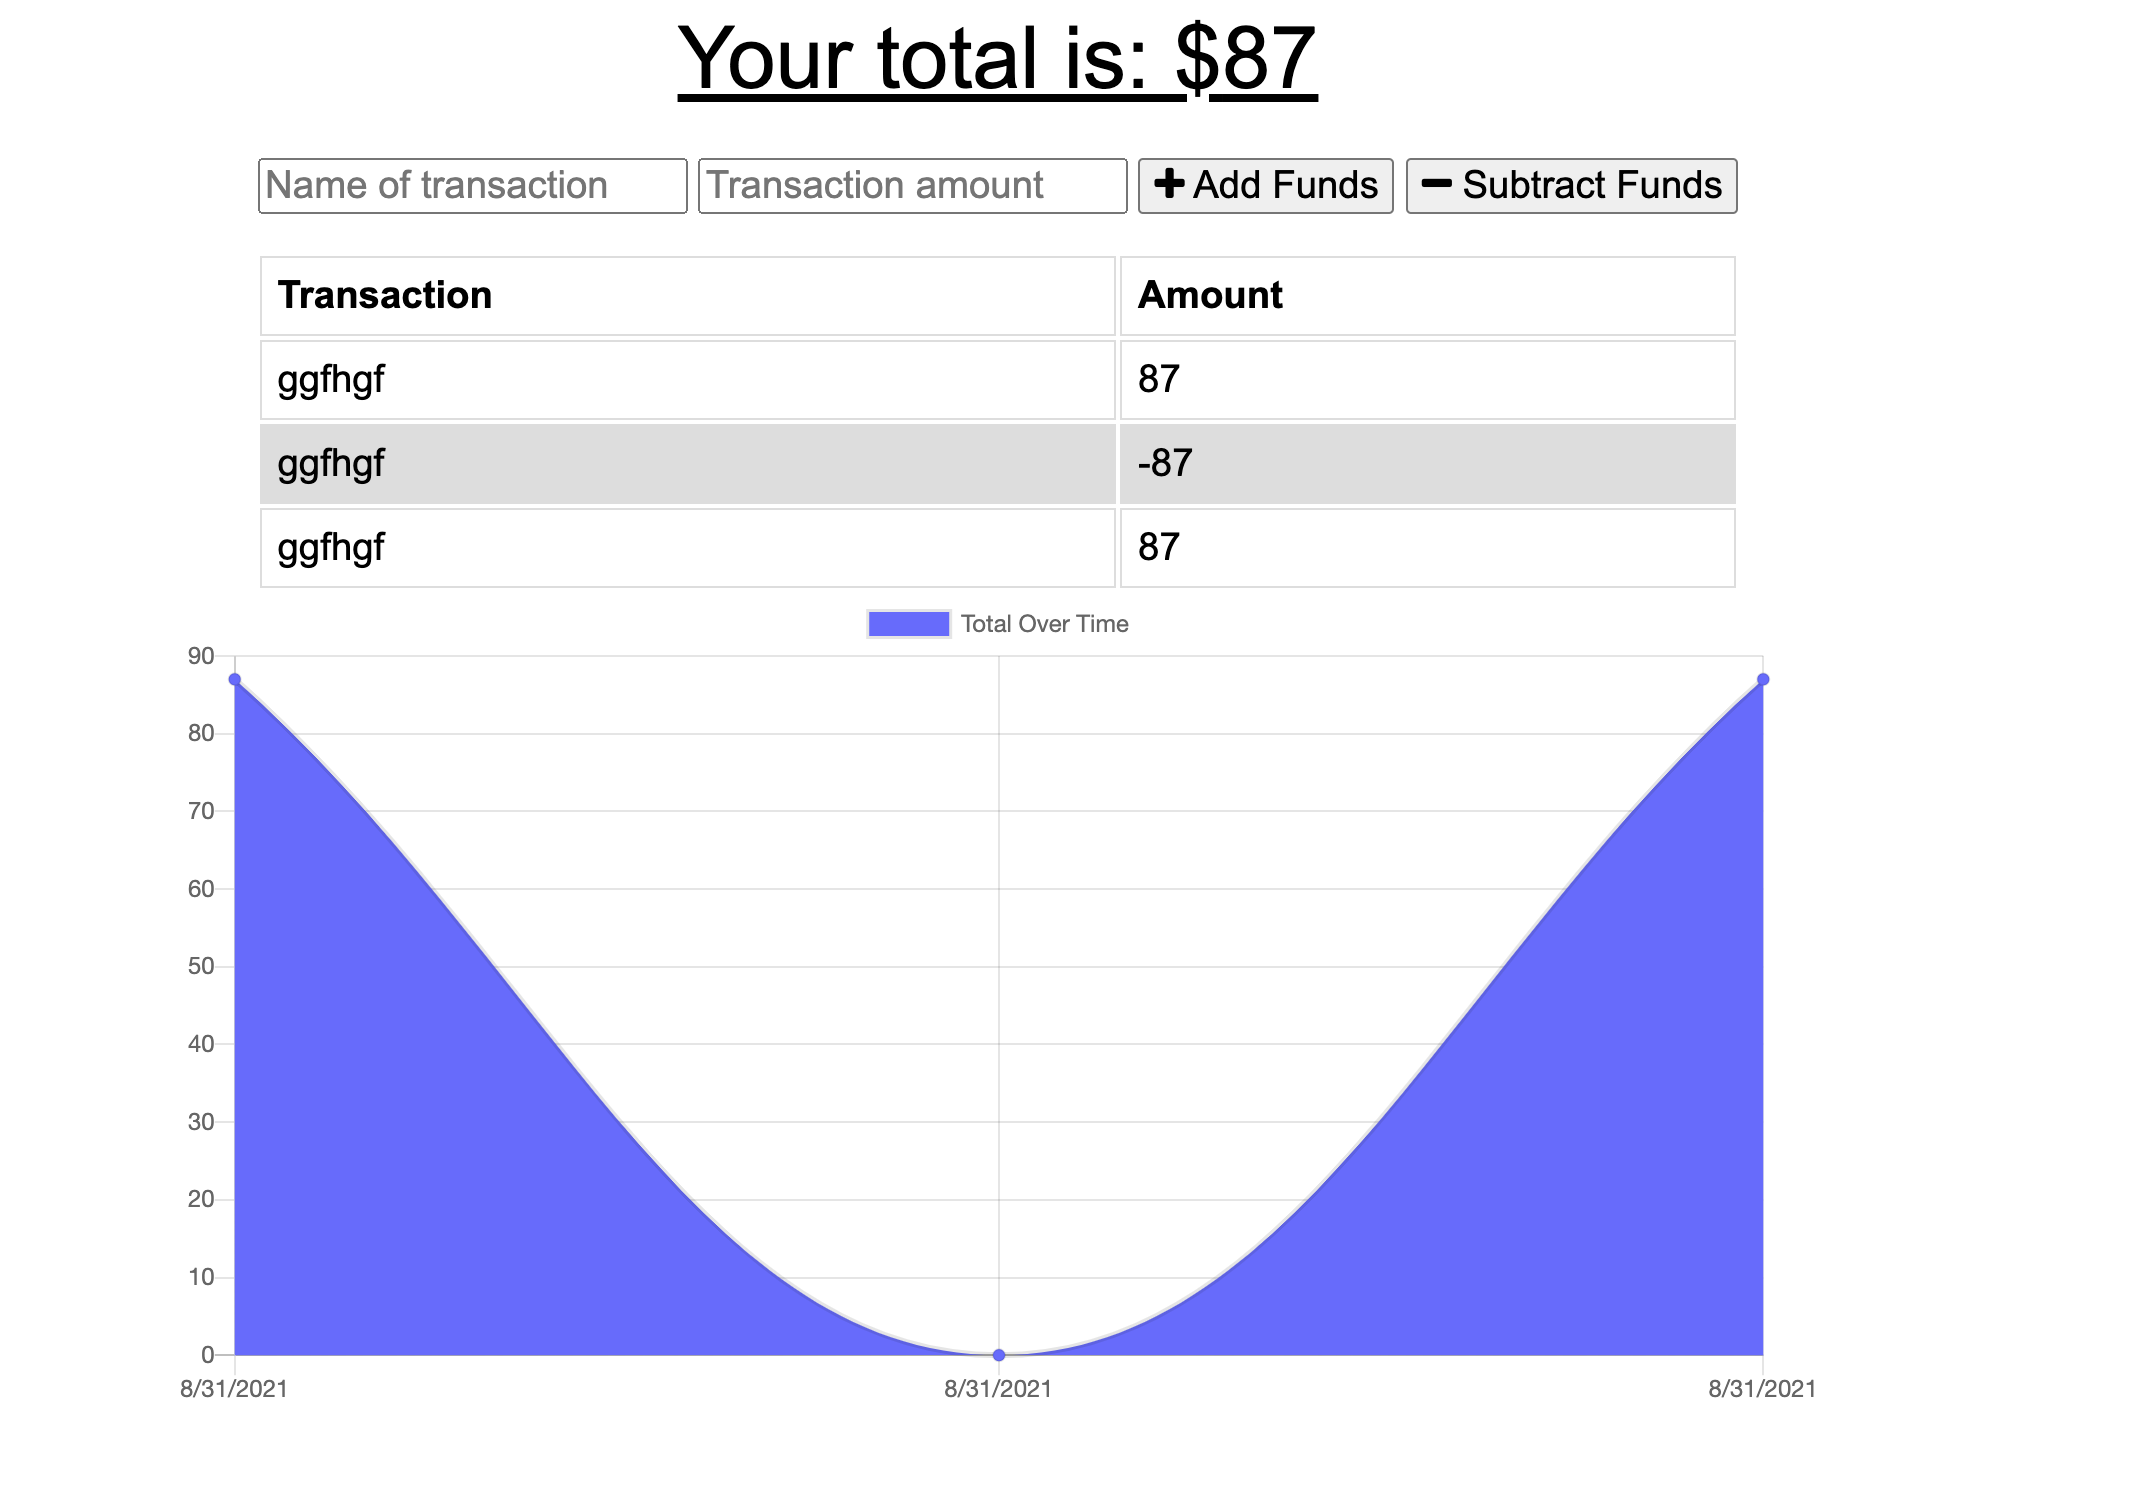 Your total is: $87
Name of transaction Transaction amount Add Funds Subtract Funds
Transaction Amount
ggfhgf 87
ggfhgf -87
ggfhgf 87
Total Over Time
90
80
70
60
50
40
30
20
10
0
8/31/2021 8/31/2021 8/31/2021